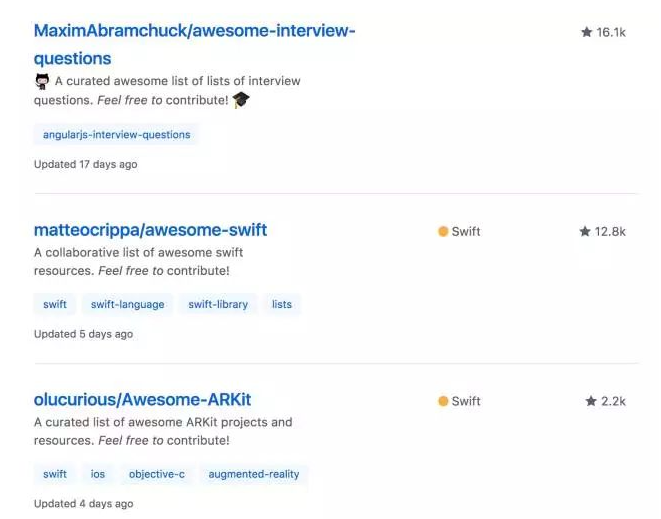 MaximAbramchuck/awesome-interview-
questions
★ 16.1k
A curated awesome list of lists of interview
questions. Feel free to contribute!
angularjs-interview-questions
Updated 17 days ago
matteocrippa/awesome-swift
Swift
★ 12.8k
A collaborative list of awesome swift
resources. Feel free to contribute!
swift swift-language swift-library lists
Updated 5 days ago
olucurious/Awesome-ARKit
Swift
★ 2.2k
A curated list of awesome ARKit projects and
resources. Feel free to contribute!
swift ios objective-c augmented-reality
Updated 4 days ago